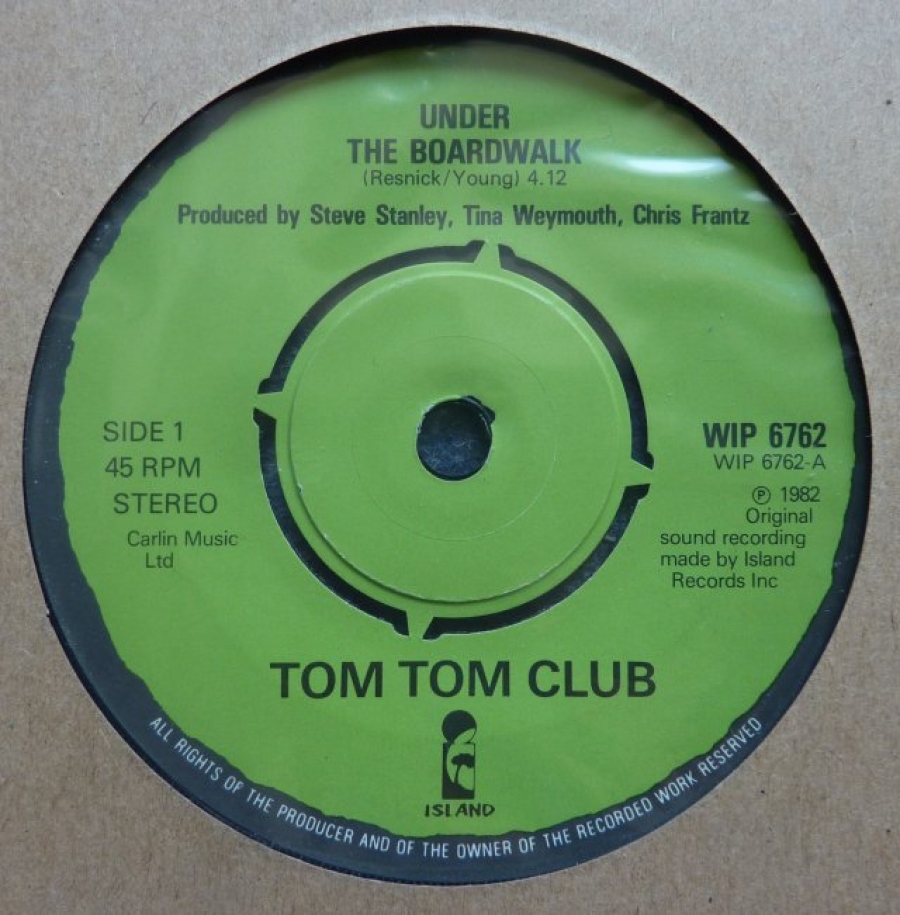 UNDER
THE BOARDWALK
(Resnick/Young) 4.12
Produced by Steve Stanley, Tina Weymouth, Chris Frantz
SIDE 1
45 RPM
STEREO
Carlin Music
Ltd
WIP 6762
WIP 6762-A
Ⓟ 1982
Original
sound recording
made by Island
Records Inc
TOM TOM CLUB
ISLAND
ALL RIGHTS OF THE PRODUCER AND OF THE OWNER OF THE RECORDED WORK RESERVED